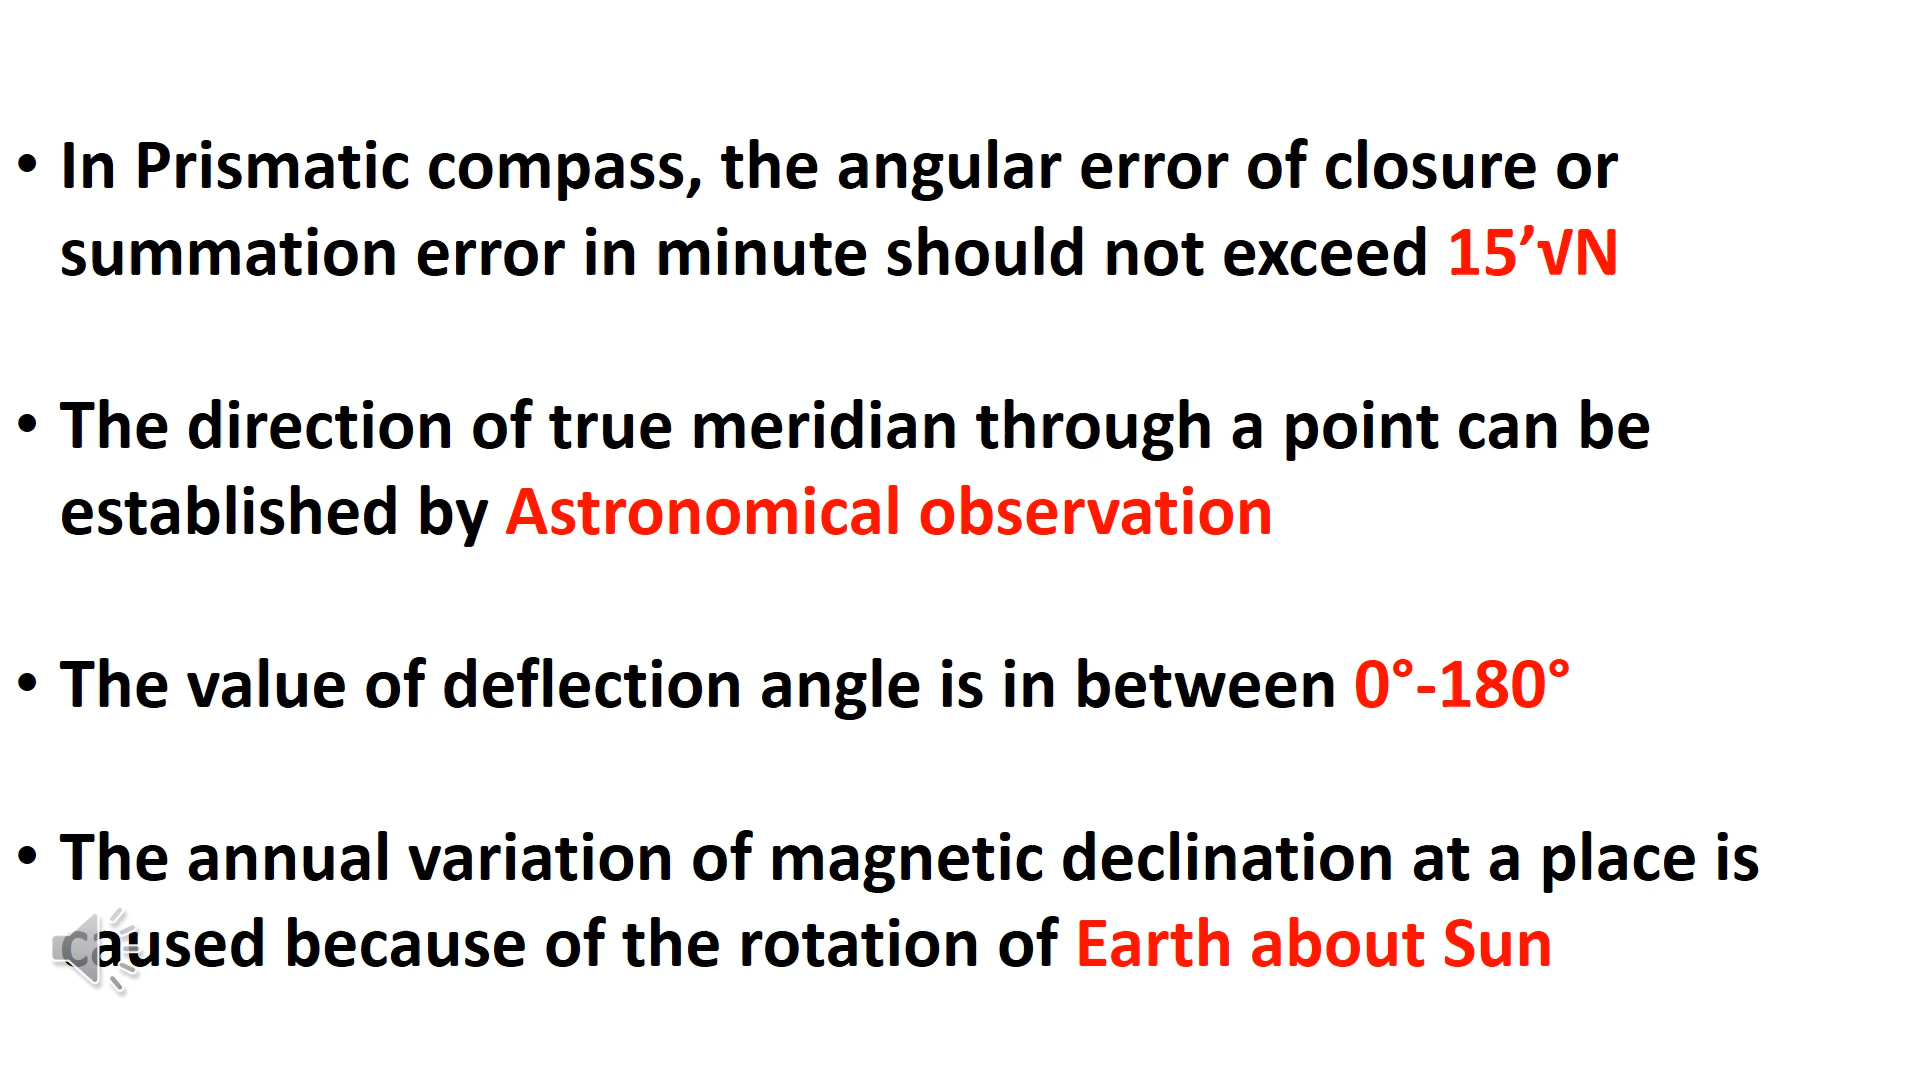 • In Prismatic compass, the angular error of closure or
summation error in minute should not exceed 15’√N
• The direction of true meridian through a point can be
established by Astronomical observation
• The value of deflection angle is in between 0°-180°
• The annual variation of magnetic declination at a place is
caused because of the rotation of Earth about Sun